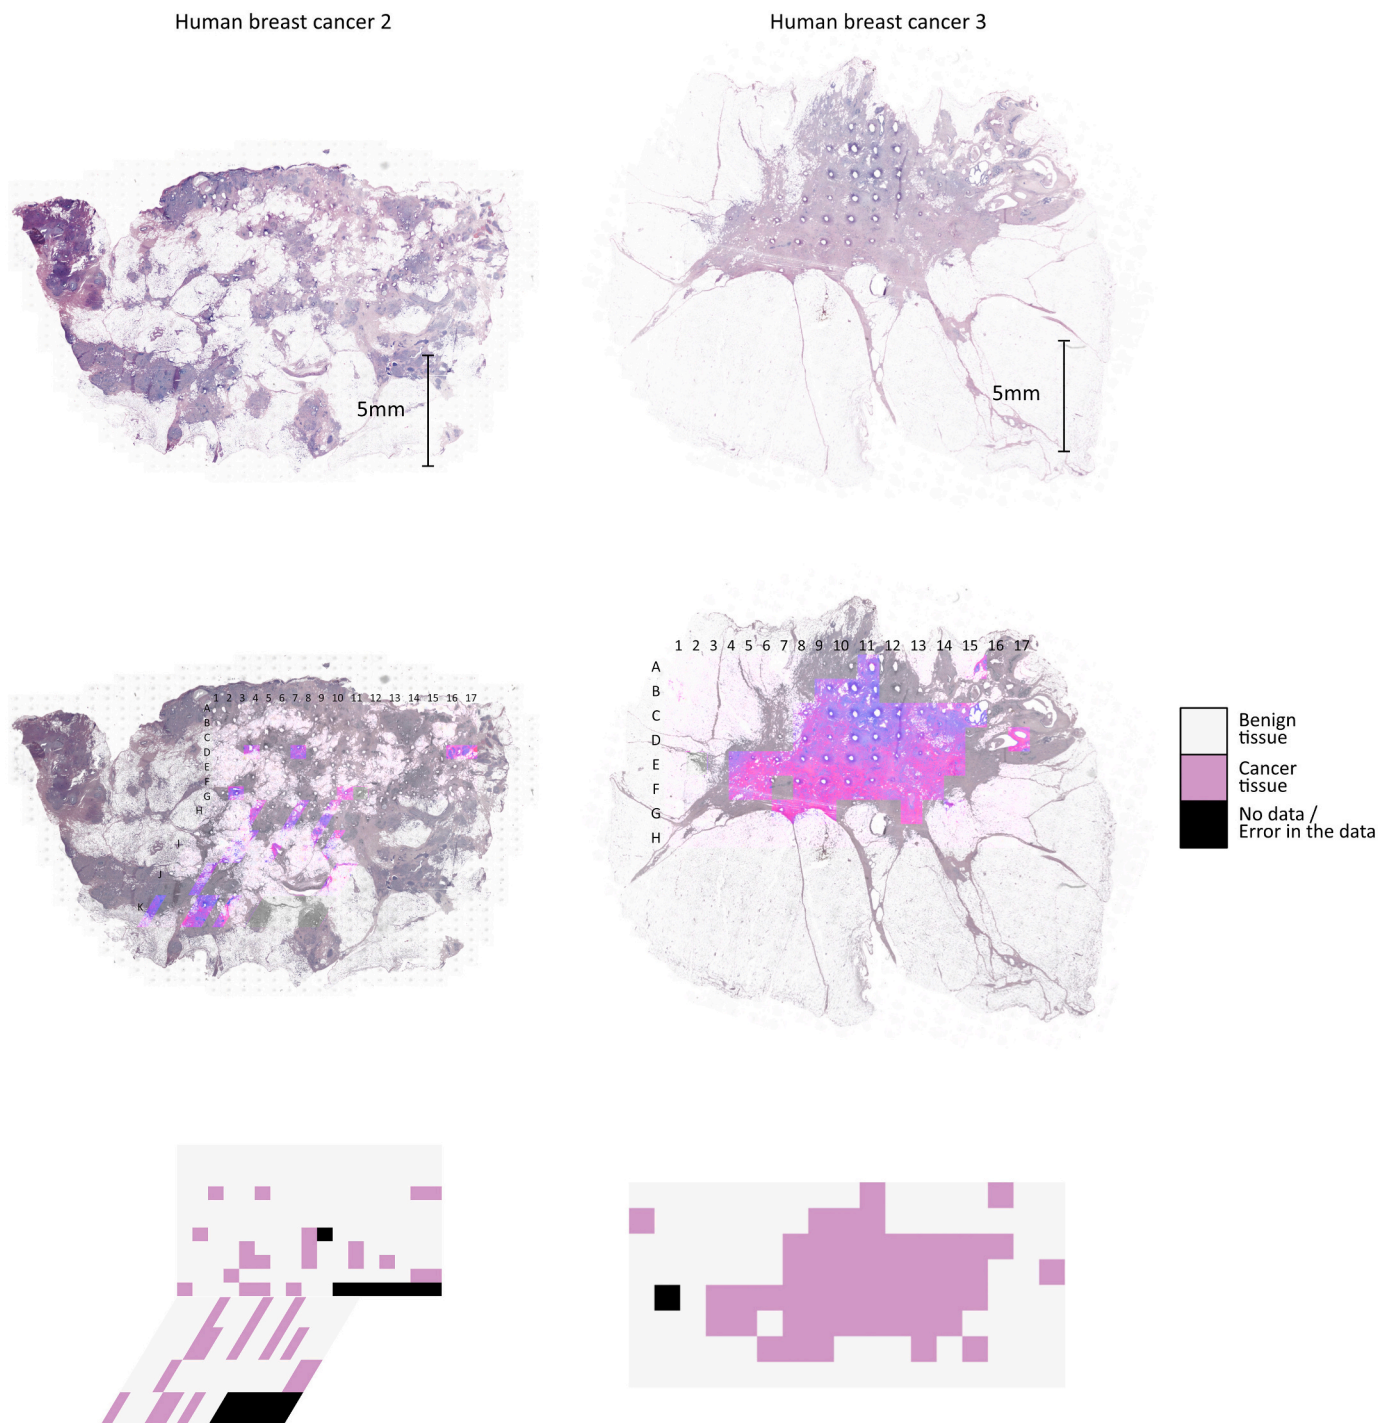 Human breast cancer 2
Human breast cancer 3
5mm
5mm
1 2 3 4 5 6 7 8 9 10 11 12 13 14 15 16 17
A
B
C
D
E
F
G
H
I
J
K
1 2 3 4 5 6 7 8 9 10 11 12 13 14 15 16 17
A
B
C
D
E
F
G
H
Benign
tissue
Cancer
tissue
No data /
Error in the data